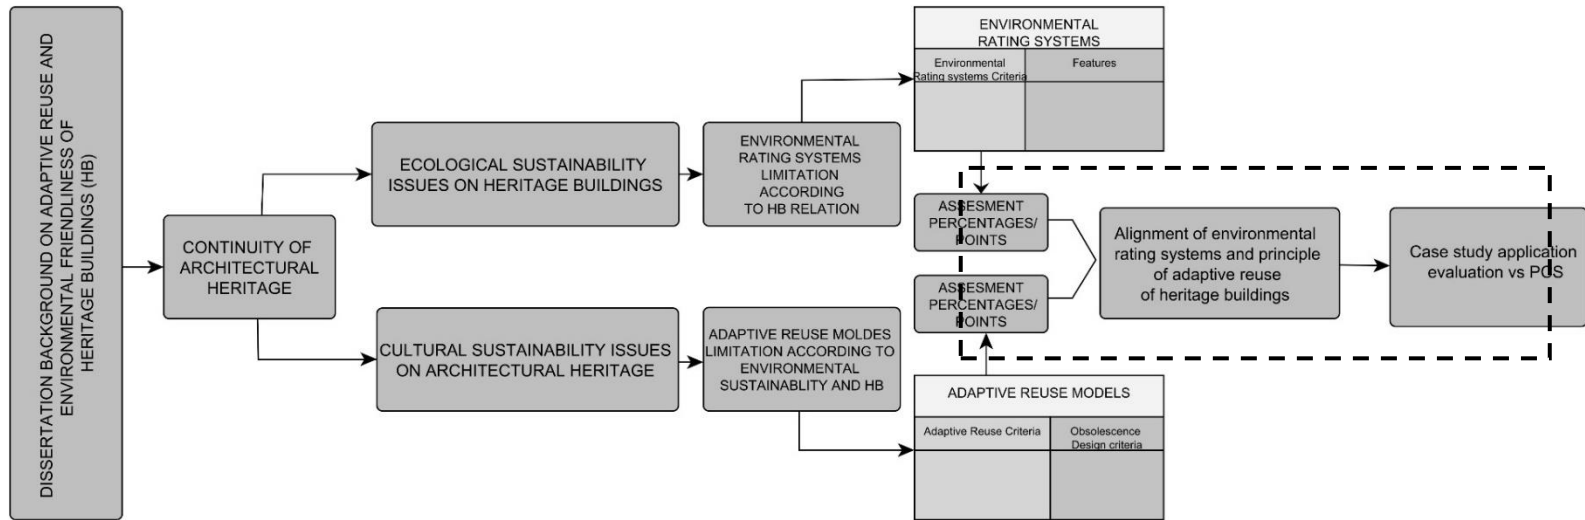 DISSERTATION BACKGROUND ON ADAPTIVE REUSE AND
ENVIRONMENTAL FRIENDLINESS OF
HERITAGE BUILDINGS (HB)
CONTINUITY OF
ARCHITECTURAL
HERITAGE
ECOLOGICAL SUSTAINABILITY
ISSUES ON HERITAGE BUILDINGS
CULTURAL SUSTAINABILITY ISSUES
ON ARCHITECTURAL HERITAGE
ENVIRONMENTAL
RATING SYSTEMS
LIMITATION
ACCORDING
TO HB RELATION
ADAPTIVE REUSE MOLDES
LIMITATION ACCORDING TO
ENVIRONMENTAL
SUSTAINABLITY AND HB
ENVIRONMENTAL
RATING SYSTEMS
Environmental
Rating systems Criteria
Features
ASSESMENT
PERCENTAGES/
POINTS
ASSESMENT
PERCENTAGES/
POINTS
ADAPTIVE REUSE MODELS
Adaptive Reuse Criteria
Obsolescence
Design criteria
Alignment of environmental
rating systems and principle
of adaptive reuse
of heritage buildings
Case study application
evaluation vs POS